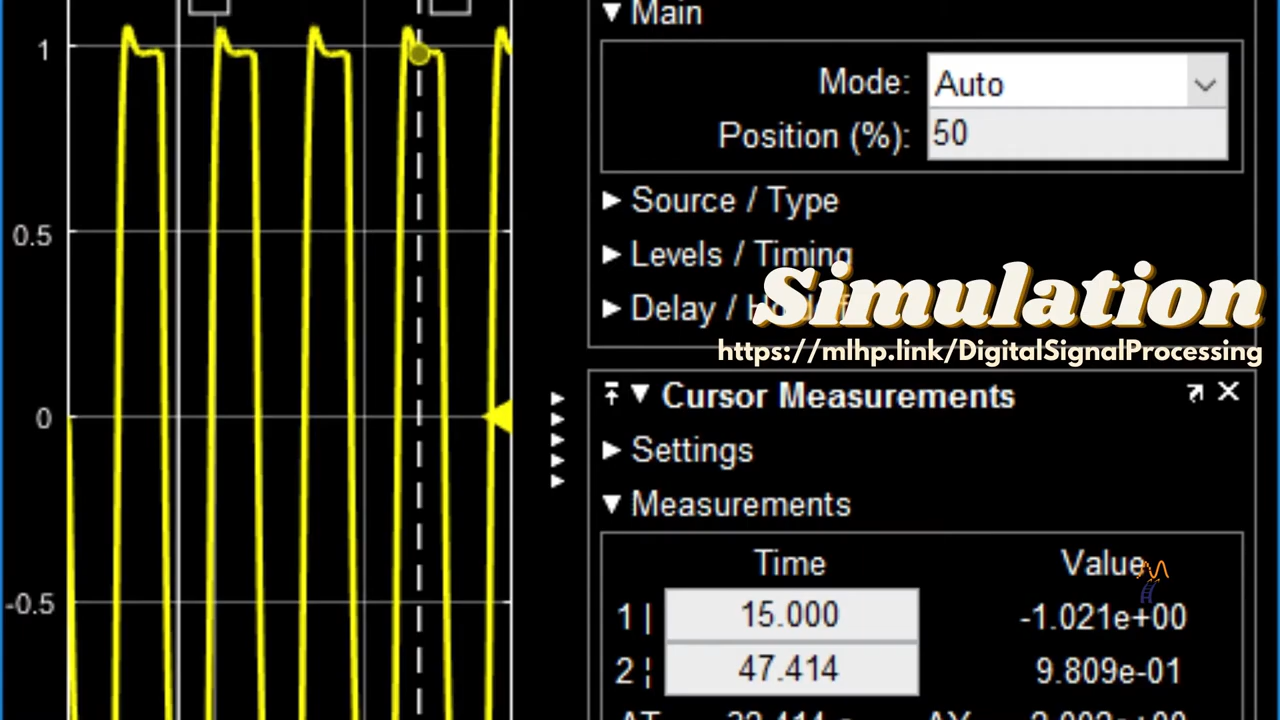 Main
Mode: Auto
Position (%): 50
Source / Type
Levels / Timing
Delay /
Simulation
https://mlhp.link/DigitalSignalProcessing
Cursor Measurements
Settings
Measurements
Time Value
1 | 15.000 -1.021e+00
2 ¦ 47.414 9.809e-01
1
0.5
0
-0.5